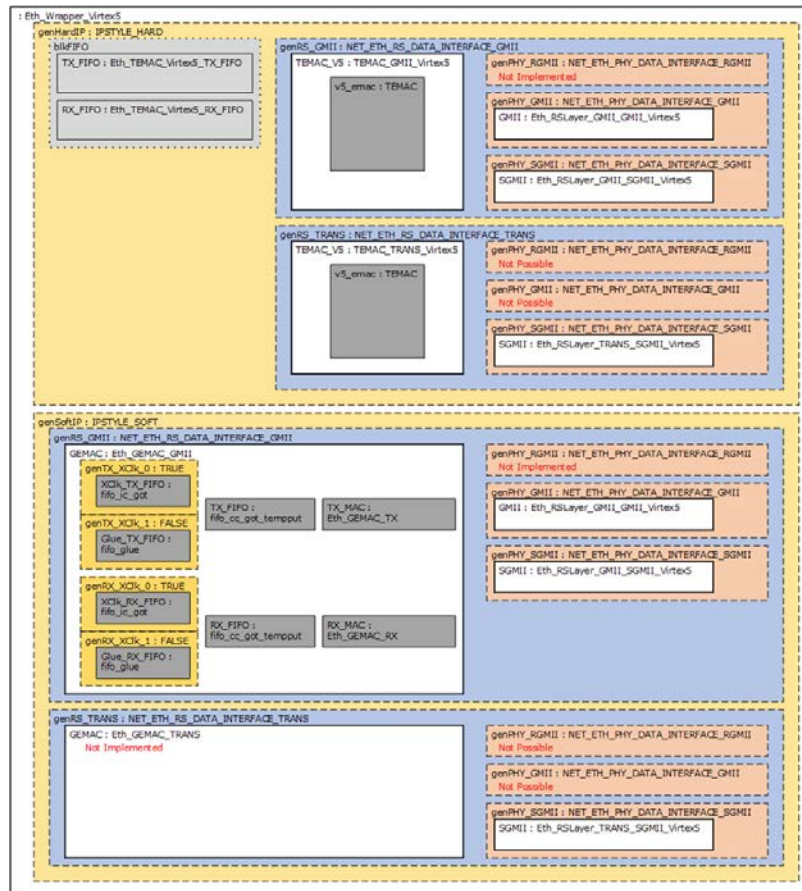 : Eth_Wrapper_Virtex5
genHardIP : IPSTYLE_HARD
blkFIFO
TX_FIFO : Eth_TEMAC_Virtex5_TX_FIFO
RX_FIFO : Eth_TEMAC_Virtex5_RX_FIFO
genRS_GMII : NET_ETH_RS_DATA_INTERFACE_GMII
TEMAC_V5 : TEMAC_GMII_Virtex5
v5_emac : TEMAC
genPHY_RGMII : NET_ETH_PHY_DATA_INTERFACE_RGMII
Not Implemented
genPHY_GMII : NET_ETH_PHY_DATA_INTERFACE_GMII
GMII : Eth_RSLayer_GMII_GMII_Virtex5
genPHY_SGMII : NET_ETH_PHY_DATA_INTERFACE_SGMII
SGMII : Eth_RSLayer_GMII_SGMII_Virtex5
genRS_TRANS : NET_ETH_RS_DATA_INTERFACE_TRANS
TEMAC_V5 : TEMAC_TRANS_Virtex5
v5_emac : TEMAC
genPHY_RGMII : NET_ETH_PHY_DATA_INTERFACE_RGMII
Not Possible
genPHY_GMII : NET_ETH_PHY_DATA_INTERFACE_GMII
Not Possible
genPHY_SGMII : NET_ETH_PHY_DATA_INTERFACE_SGMII
SGMII : Eth_RSLayer_TRANS_SGMII_Virtex5
genSoftIP : IPSTYLE_SOFT
genRS_GMII : NET_ETH_RS_DATA_INTERFACE_GMII
GEMAC : Eth_GEMAC_GMII
genTX_XClk_0 : TRUE
XClk_TX_FIFO :
fifo_ic_got
genTX_XClk_1 : FALSE
Glue_TX_FIFO :
fifo_glue
TX_FIFO :
fifo_cc_got_tempput
TX_MAC :
Eth_GEMAC_TX
genRX_XClk_0 : TRUE
XClk_RX_FIFO :
fifo_ic_got
genRX_XClk_1 : FALSE
Glue_RX_FIFO :
fifo_glue
RX_FIFO :
fifo_cc_got_tempput
RX_MAC :
Eth_GEMAC_RX
genPHY_RGMII : NET_ETH_PHY_DATA_INTERFACE_RGMII
Not Implemented
genPHY_GMII : NET_ETH_PHY_DATA_INTERFACE_GMII
GMII : Eth_RSLayer_GMII_GMII_Virtex5
genPHY_SGMII : NET_ETH_PHY_DATA_INTERFACE_SGMII
SGMII : Eth_RSLayer_GMII_SGMII_Virtex5
genRS_TRANS : NET_ETH_RS_DATA_INTERFACE_TRANS
GEMAC : Eth_GEMAC_TRANS
Not Implemented
genPHY_RGMII : NET_ETH_PHY_DATA_INTERFACE_RGMII
Not Possible
genPHY_GMII : NET_ETH_PHY_DATA_INTERFACE_GMII
Not Possible
genPHY_SGMII : NET_ETH_PHY_DATA_INTERFACE_SGMII
SGMII : Eth_RSLayer_TRANS_SGMII_Virtex5